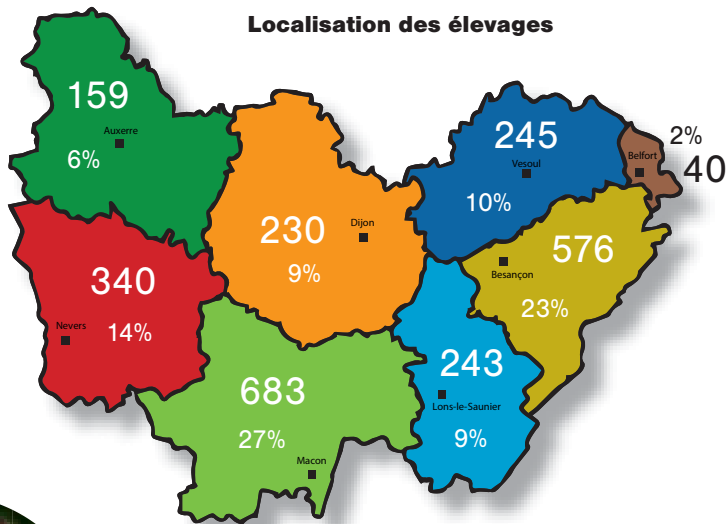 Localisation des élevages
159
Auxerre
6%
245
Vesoul
10%
2%
Belfort
40
230
Dijon
9%
576
Besançon
23%
340
Nevers
14%
243
Lons-le-Saunier
9%
683
27%
Macon